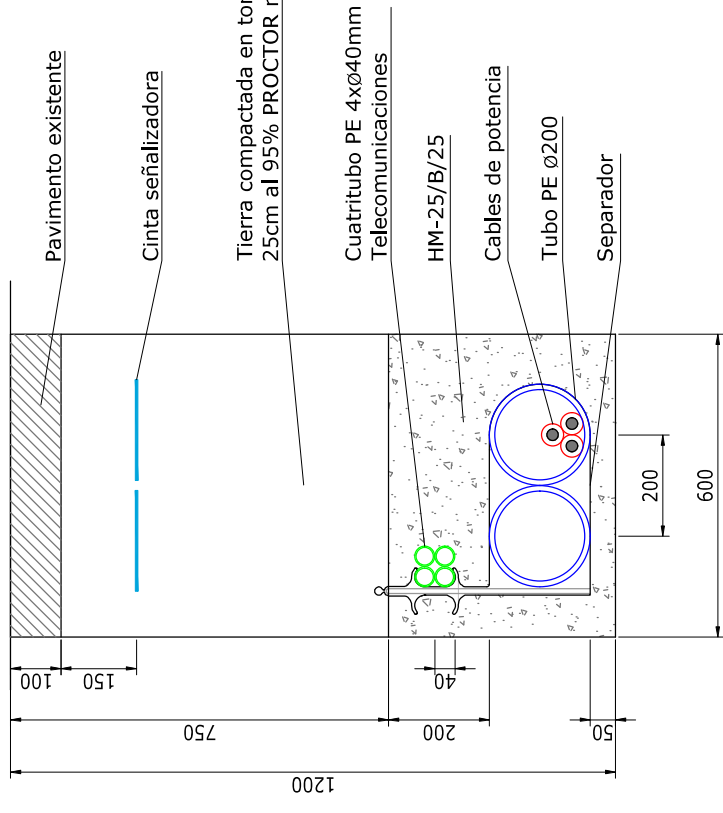 Pavimento existente
Cinta señalizadora
Tierra compactada en
25cm al 95% PROCTOR
Cuatritubo PE 4xØ40mm
Telecomunicaciones
HM-25/B/25
Cables de potencia
Tubo PE Ø200
Separador
100
150
750
40
200
50
1200
200
600